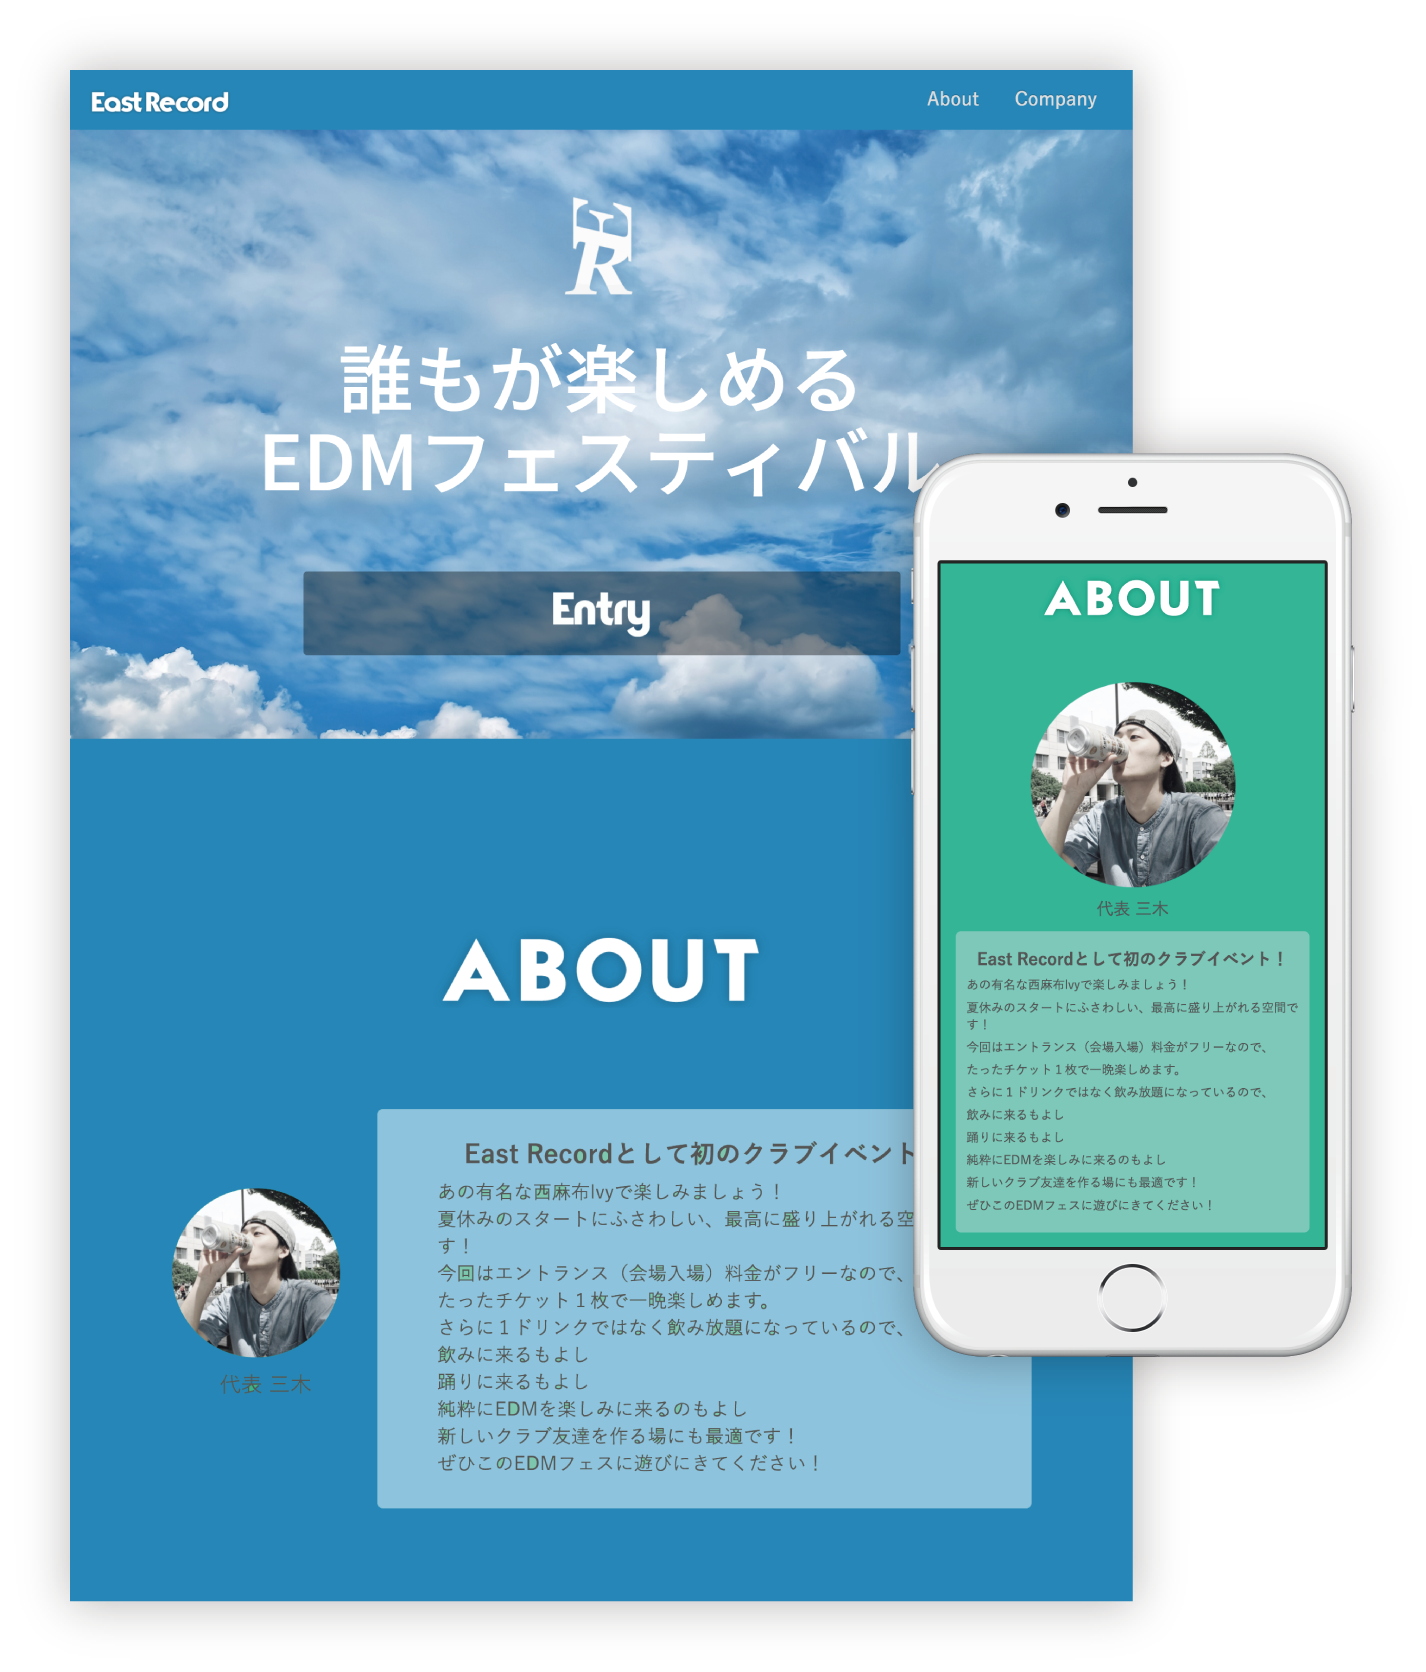 East Record
About Company
ER
誰もが楽しめる
EDMフェスティバル
Entry
ABOUT
East Recordとして初のクラブイベント
あの有名な西麻布Ivyで楽しみましょう！
夏休みのスタートにふさわしい、最高に盛り上がれる空
す！
今回はエントランス（会場入場）料金がフリーなので、
たったチケット１枚で一晩楽しめます。
さらに１ドリンクではなく飲み放題になっているので、
飲みに来るもよし
踊りに来るもよし
純粋にEDMを楽しみに来るのもよし
新しいクラブ友達を作る場にも最適です！
ぜひこのEDMフェスに遊びにきてください！
代表 三木
ABOUT
代表 三木
East Recordとして初のクラブイベント！
あの有名な西麻布Ivyで楽しみましょう！
夏休みのスタートにふさわしい、最高に盛り上がれる空間で
す！
今回はエントランス（会場入場）料金がフリーなので、
たったチケット１枚で一晩楽しめます。
さらに１ドリンクではなく飲み放題になっているので、
飲みに来るもよし
踊りに来るもよし
純粋にEDMを楽しみに来るのもよし
新しいクラブ友達を作る場にも最適です！
ぜひこのEDMフェスに遊びにきてください！